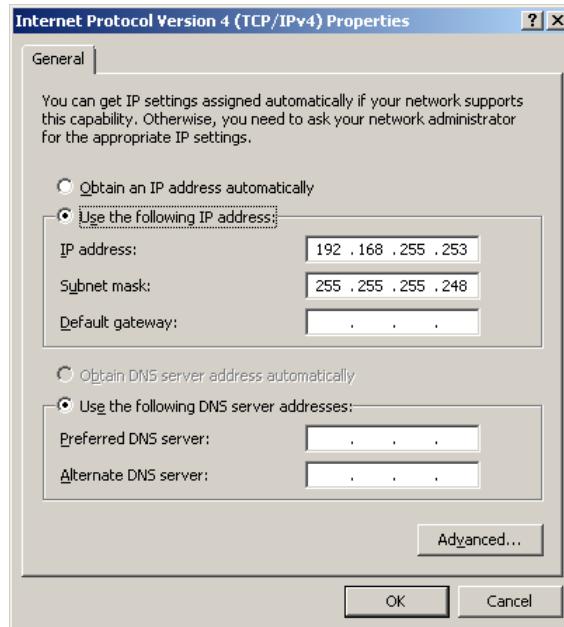 Internet Protocol Version 4 (TCP/IPv4) Properties
General
You can get IP settings assigned automatically if your network supports
this capability. Otherwise, you need to ask your network administrator
for the appropriate IP settings.
Obtain an IP address automatically
Use the following IP address:
IP address: 192 . 168 . 255 . 253
Subnet mask: 255 . 255 . 255 . 248
Default gateway: . . .
Obtain DNS server address automatically
Use the following DNS server addresses:
Preferred DNS server: . . .
Alternate DNS server: . . .
Advanced...
OK Cancel